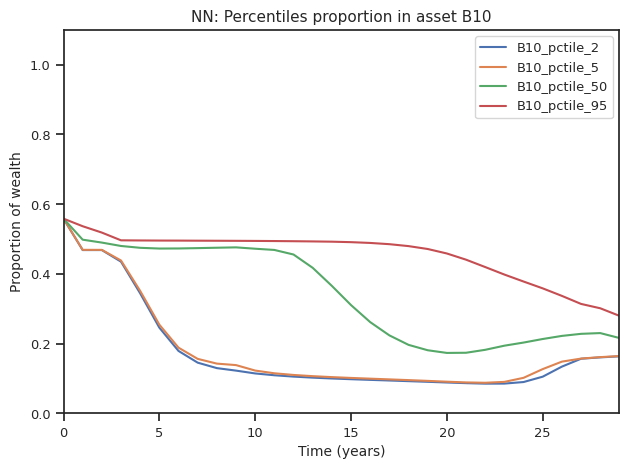 NN: Percentiles proportion in asset B10
B10_pctile_2
B10_pctile_5
B10_pctile_50
B10_pctile_95
Proportion of wealth
1.0
0.8
0.6
0.4
0.2
0.0
0 5 10 15 20 25
Time (years)